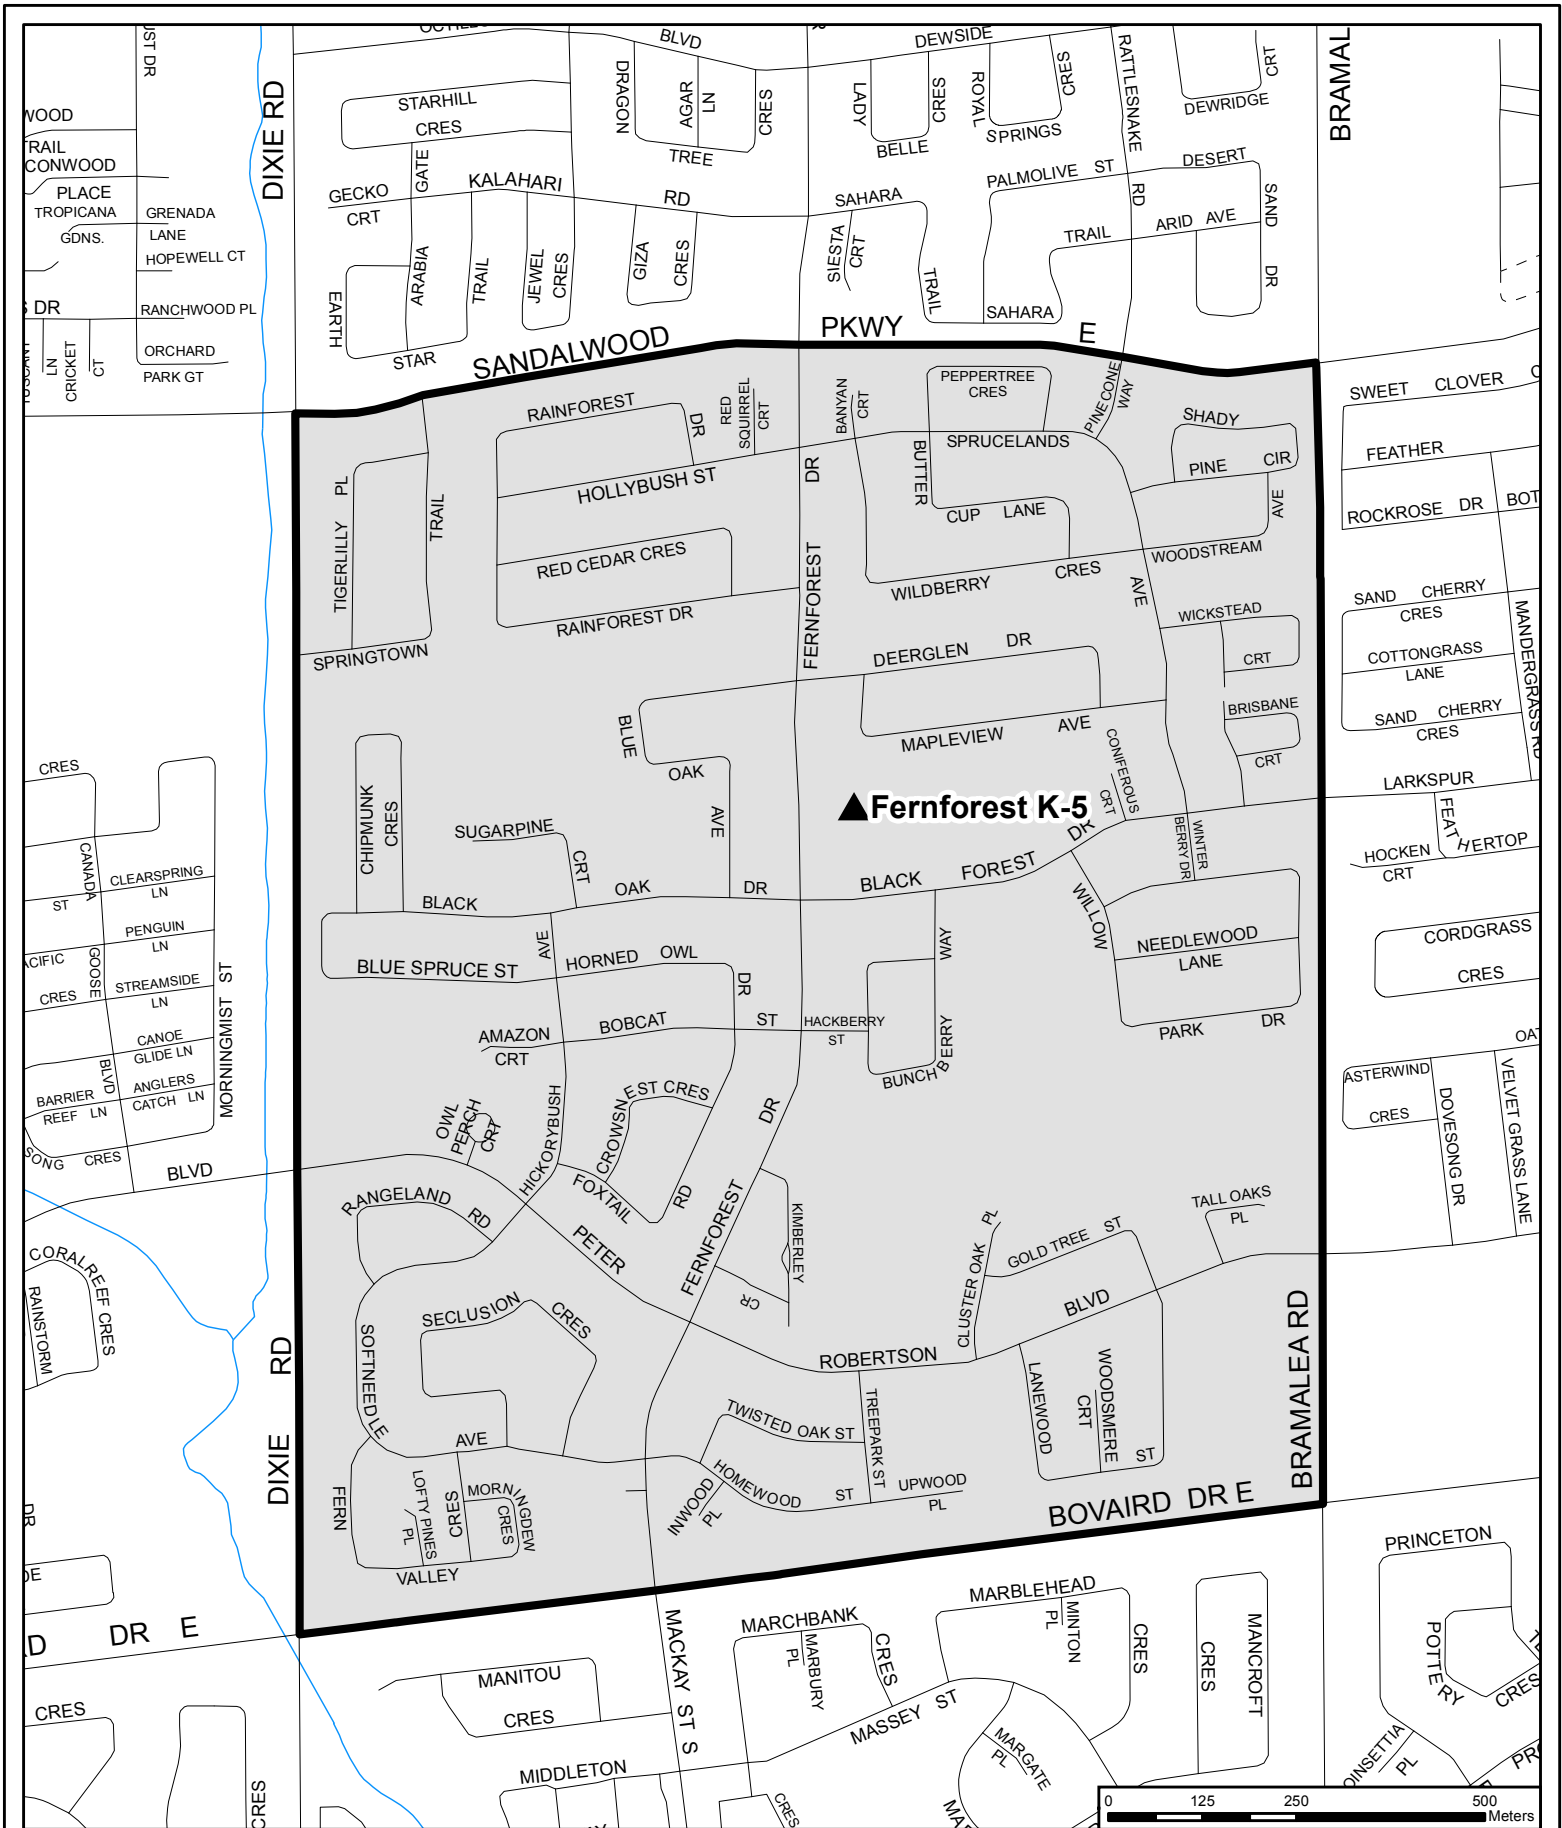 BLVD
DEWSIDE
RATTLESNAKE
RD
CRT
DEWRIDGE
BRAMAL
DIXIE RD
STARHILL
CRES
DRAGON
AGAR
LN
CRES
TREE
LADY
CRES
BELLE
ROYAL
CRES
SPRINGS
TRAIL
CONWOOD
PLACE
TROPICANA
GDNS.
GRENADA
LANE
HOPEWELL CT
RANCHWOOD PL
ORCHARD
PARK GT
CRICKET
CT
LN
DR
GECKO
CRT
GATE
KALAHARI
RD
SAHARA
TRAIL
SAHARA
TRAIL
PALMOLIVE ST
DESERT
SAND
DR
ARID AVE
EARTH
ARABIA
TRAIL
STAR
JEWEL
CRES
GIZA
CRES
SIESTA
CRT
SANDALWOOD
PKWY
E
RAINFOREST
DR
RED
SQUIRREL
CRT
BANYAN
CRT
PEPPERTREE
CRES
PINECONE
WAY
SHADY
PINE CIR
SPRUCELANDS
AVE
BUTTER
CUP LANE
HOLLYBUSH ST
TIGERLILLY PL
TRAIL
SPRINGTOWN
RED CEDAR CRES
RAINFOREST DR
FERNFOREST
DR
WILDBERRY
CRES
WOODSTREAM
AVE
WICKSTEAD
CRT
BRISBANE
CRT
DEERGLEN DR
MAPLEVIEW AVE
CONIFEROUS
CRT
BLUE
OAK
AVE
SWEET CLOVER
FEATHER
ROCKROSE DR
BOT
SAND CHERRY
CRES
COTTONGRASS
LANE
SAND CHERRY
CRES
MANDERGRASS RD
LARKSPUR
FEAT
HERTOP
HOCKEN
CRT
CORDGRASS
CRES
Fernforest K-5
CHIPMUNK
CRES
SUGARPINE
CRT
BLACK
OAK
DR
BLACK
FOREST
DR
WINTER
BERRY DR
WILLOW
NEEDLEWOOD
LANE
PARK DR
BLUE SPRUCE ST
AVE
HORNED OWL
DR
AMAZON
CRT
BOBCAT
ST
HACKBERRY
ST
BUNCH
BERRY
WAY
CRES
CANADA
GOOSE
BLVD
CLEARSPRING
LN
ST
PENGUIN
LN
CRES
STREAMSIDE
LN
CANOE
GLIDE LN
BARRIER
REEF LN
ANGLERS
CATCH LN
CRES
MORNINGMIST ST
BLVD
ASTERWIND
CRES
DOVESONG DR
VELVET GRASS LANE
OWL
PERCH
CRT
HICKORYBUSH
CROWSNEST CRES
FOXTAIL
RD
FERNFOREST
DR
KIMBERLEY
CR
RANGELAND
RD
PETER
ROBERTSON
BLVD
CLUSTER OAK PL
GOLD TREE ST
TALL OAKS
PL
CORALREEF CRES
RAINSTORM
DIXIE RD
SECLUSION
CRES
SOFTNEEDLE
AVE
FERN
VALLEY
CRES
LOFTY PINES
PL
MORNINGDEW
CRES
TWISTED OAK ST
TREEPARK ST
HOMEWOOD ST
INWOOD
PL
UPWOOD
PL
LANEWOOD
ST
WOODSMERE
CRT
BRAMALEA RD
BOVAIRD DR E
DR
DR E
MACKAY ST S
MARCHBANK
CRES
MARBURY
PL
MARBLEHEAD
CRES
MINTON
PL
MANCROFT
CRES
MANITOU
CRES
MASSEY ST
MARGATE
PL
MIDDLETON
CRES
CRES
CRES
PRINCETON
POTTERY
CRES
PL
0 125 250 500
Meters